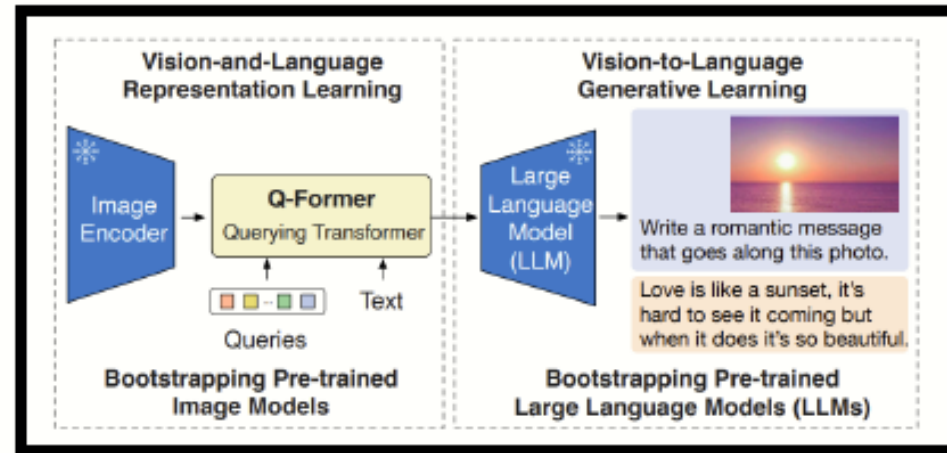 Vision-and-Language
Representation Learning
Image
Encoder
Q-Former
Querying Transformer
Queries
Text
Bootstrapping Pre-trained
Image Models
Vision-to-Language
Generative Learning
Large
Language
Model
(LLM)
Write a romantic message
that goes along this photo.
Love is like a sunset, it's
hard to see it coming but
when it does it's so beautiful.
Bootstrapping Pre-trained
Large Language Models (LLMs)